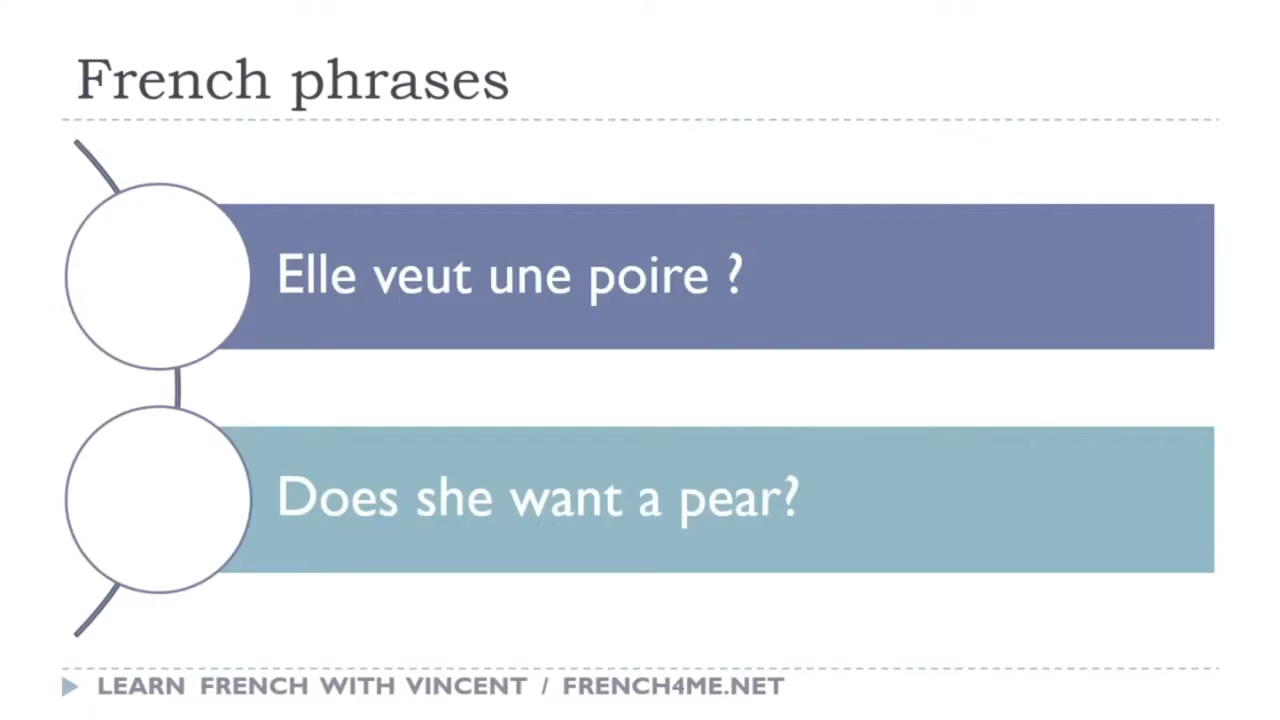 French phrases
Elle veut une poire ?
Does she want a pear?
LEARN FRENCH WITH VINCENT / FRENCH4ME.NET